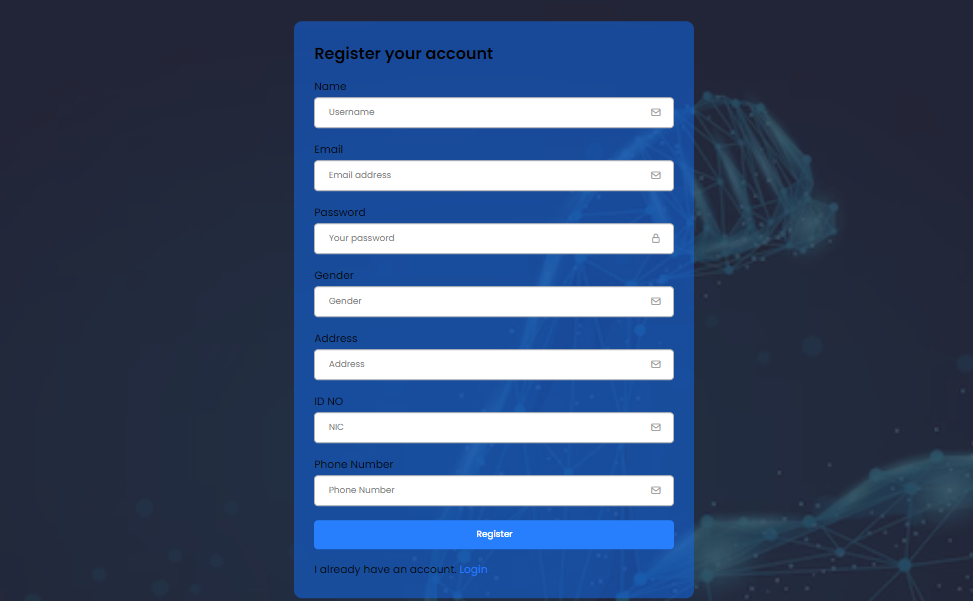 Register your account
Name
Username
Email
Email address
Password
Your password
Gender
Gender
Address
Address
ID NO
NIC
Phone Number
Phone Number
Register
I already have an account. Login